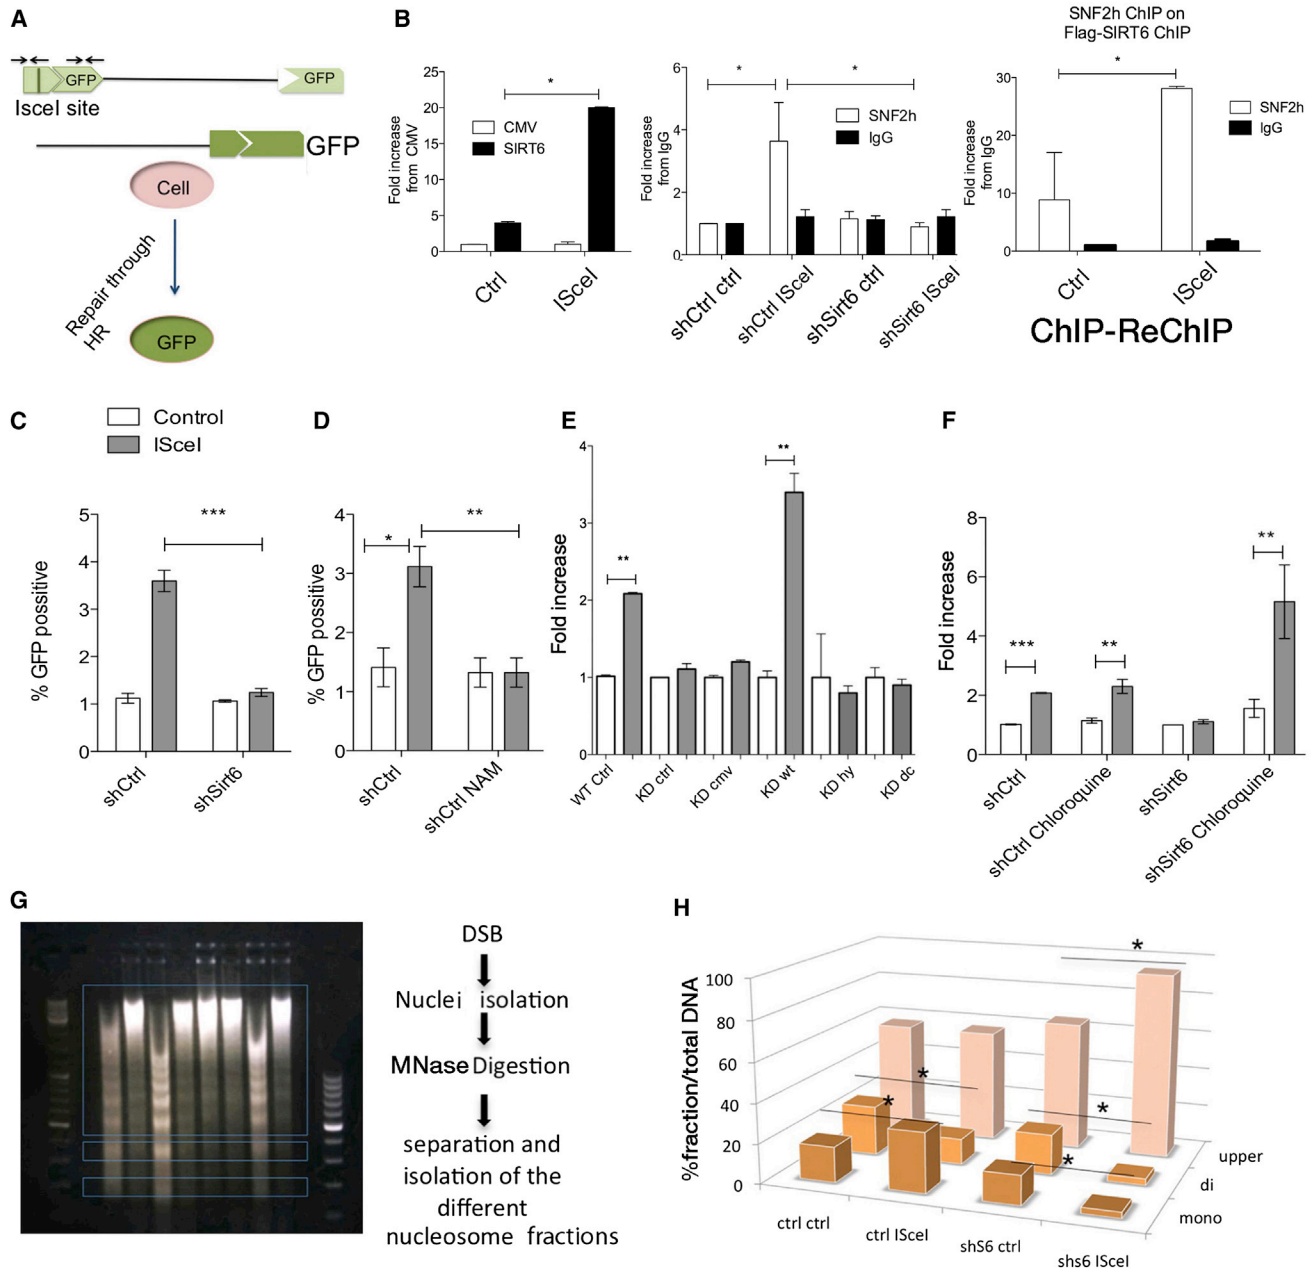 A
GFP
GFP
IsceI site
GFP
Cell
Repair through
HR
GFP
B
Fold increase
from CMV
25
20
15
10
5
0
*
CMV
SIRT6
Ctrl
ISceI
Fold increase
from IgG
6
4
2
0
*
*
SNF2h
IgG
shCtrl ctrl
shCtrl ISceI
shSirt6 ctrl
shSirt6 ISceI
SNF2h ChIP on
Flag-SIRT6 ChIP
Fold increase
from IgG
30
20
10
0
*
SNF2h
IgG
Ctrl
ISceI
ChIP-ReChIP
C
Control
ISceI
% GFP possitive
5
4
3
2
1
0
***
shCtrl
shSirt6
D
% GFP possitive
4
3
2
1
0
*
**
shCtrl
shCtrl NAM
E
Fold increase
4
3
2
1
0
**
**
WT Ctrl
KD ctrl
KD cmv
KD wt
KD hy
KD dc
F
Fold increase
8
6
4
2
0
***
**
**
shCtrl
shCtrl Chloroquine
shSirt6
shSirt6 Chloroquine
G
DSB
Nuclei isolation
MNase Digestion
separation and
isolation of the
different
nucleosome fractions
H
%fraction/total DNA
100
80
60
40
20
0
*
*
*
*
*
ctrl ctrl
ctrl ISceI
shS6 ctrl
shs6 ISceI
upper
di
mono